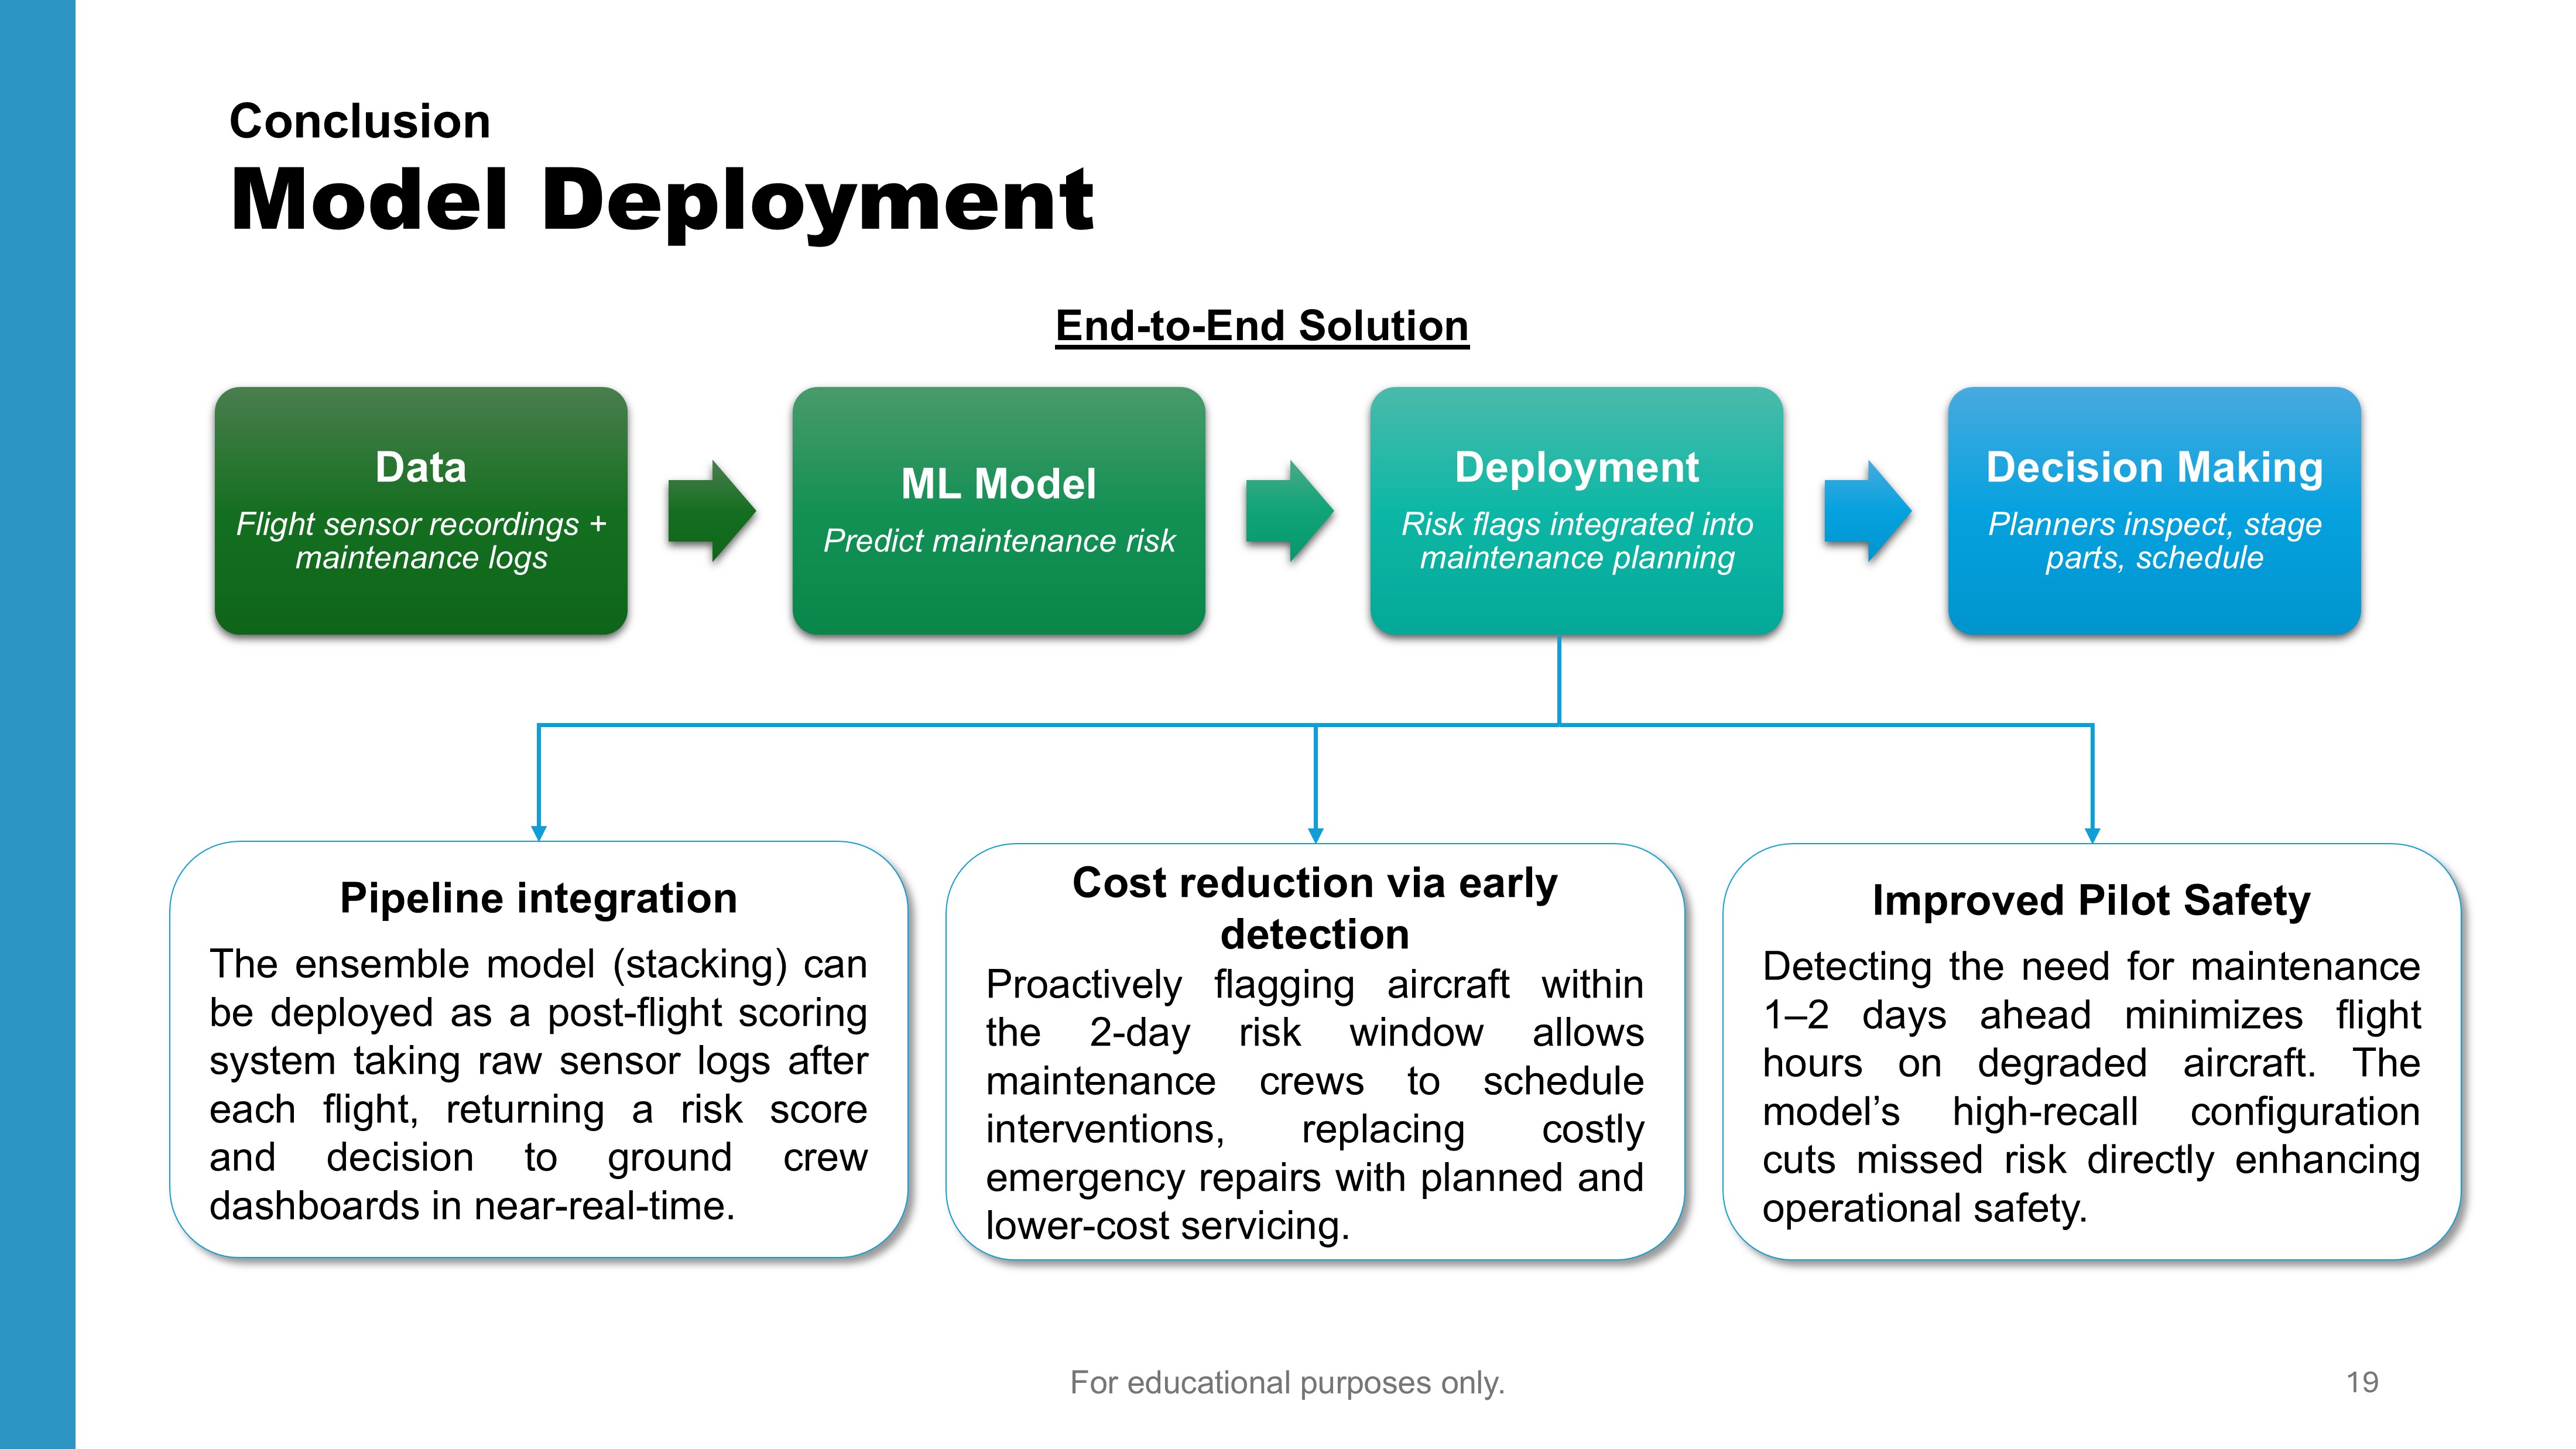 Conclusion
Model Deployment
End-to-End Solution
Data
Flight sensor recordings +
maintenance logs
ML Model
Predict maintenance risk
Deployment
Risk flags integrated into
maintenance planning
Decision Making
Planners inspect, stage
parts, schedule
Pipeline integration
The ensemble model (stacking) can
be deployed as a post-flight scoring
system taking raw sensor logs after
each flight, returning a risk score
and decision to ground crew
dashboards in near-real-time.
Cost reduction via early
detection
Proactively flagging aircraft within
the 2-day risk window allows
maintenance crews to schedule
interventions, replacing costly
emergency repairs with planned and
lower-cost servicing.
Improved Pilot Safety
Detecting the need for maintenance
1–2 days ahead minimizes flight
hours on degraded aircraft. The
model’s high-recall configuration
cuts missed risk directly enhancing
operational safety.
For educational purposes only.
19